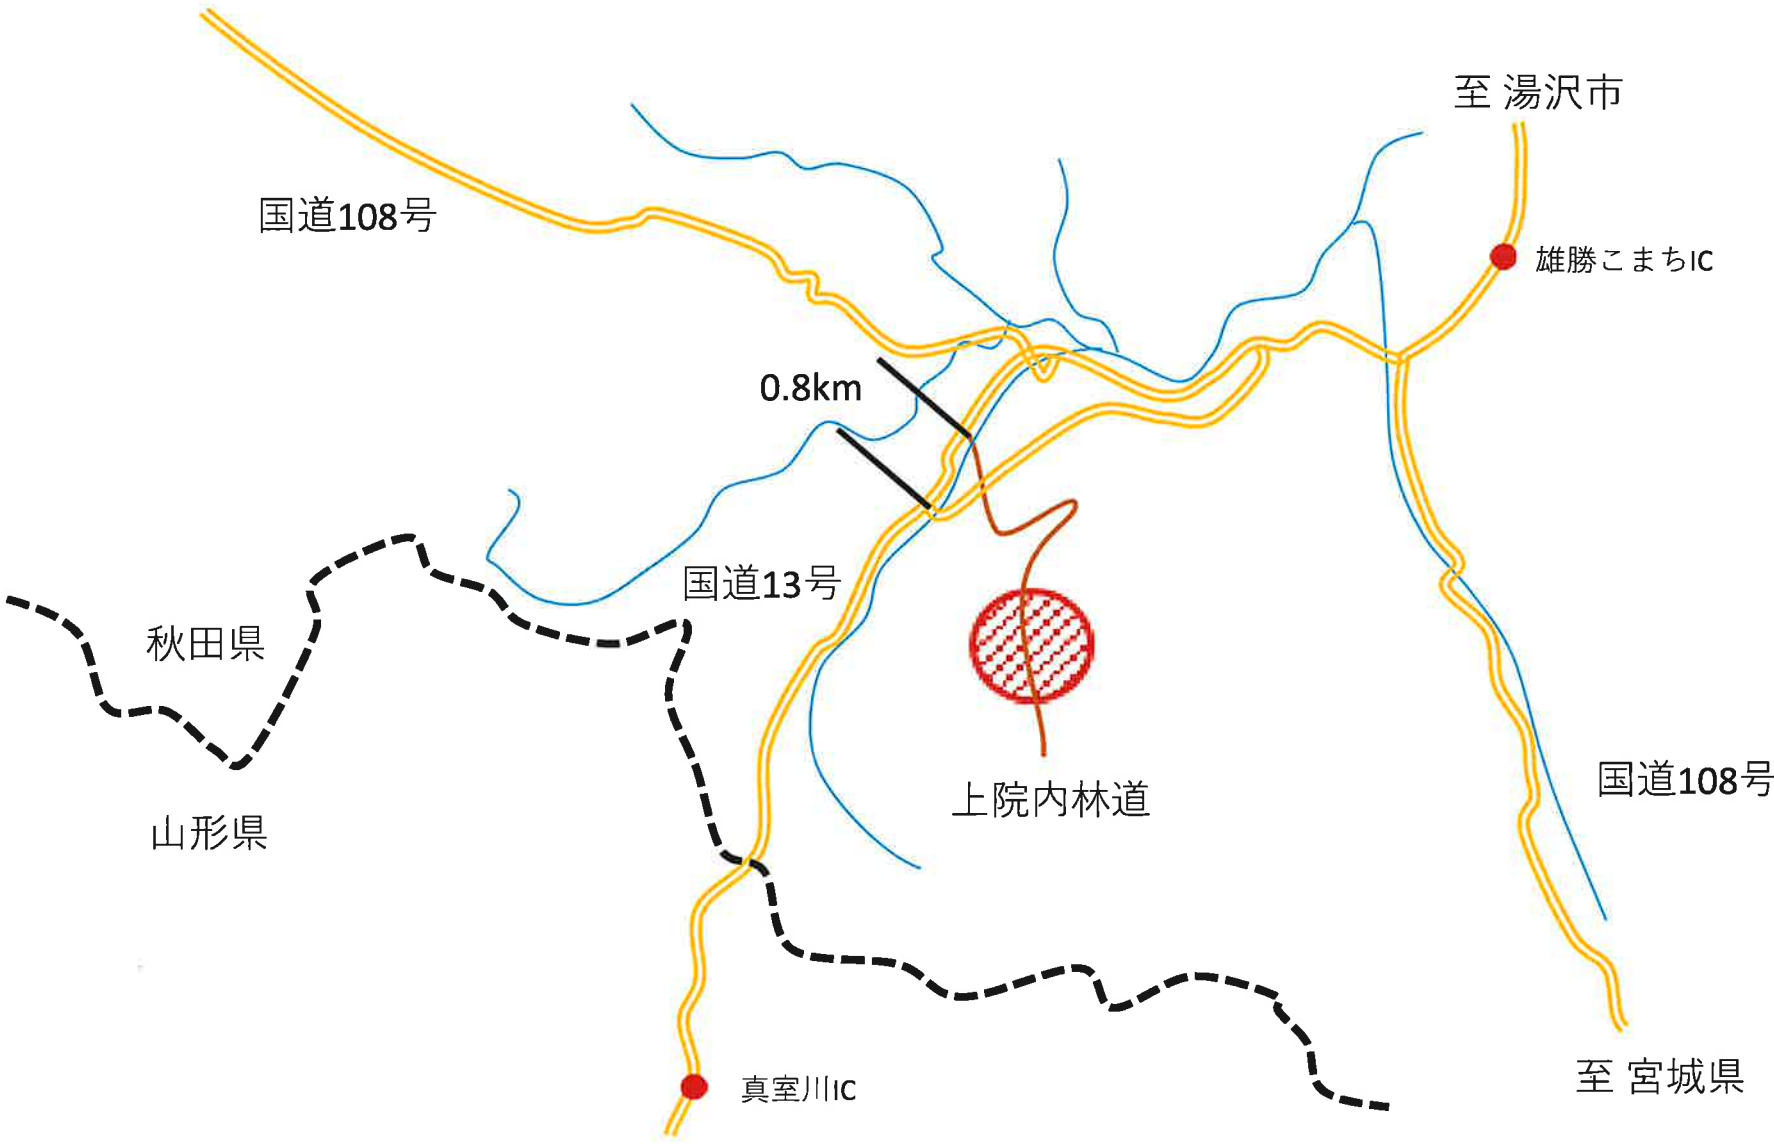 至 湯沢市
国道108号
雄勝こまちIC
0.8km
国道13号
秋田県
国道108号
上院内林道
山形県
至 宮城県
真室川IC